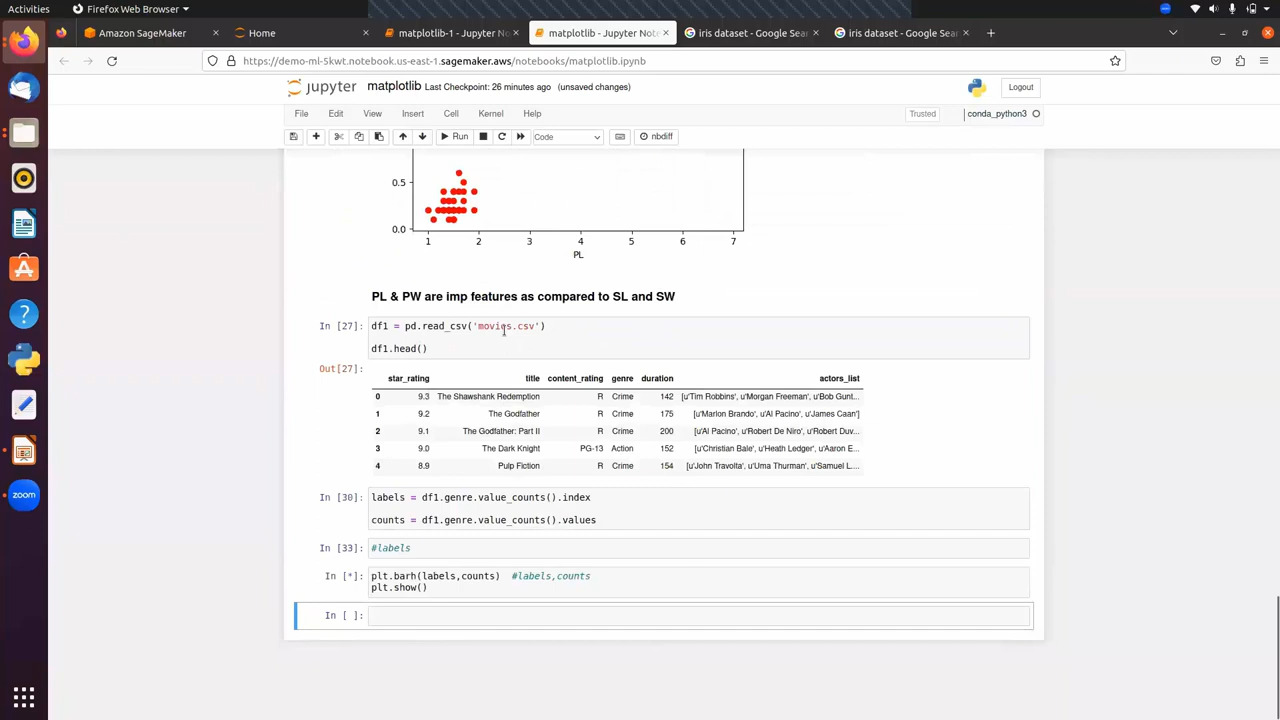 Activities
Firefox Web Browser
Amazon SageMaker
Home
matplotlib-1 - Jupyter No
matplotlib - Jupyter Note
iris dataset - Google Sear
iris dataset - Google Sear
https://demo-ml-5kwt.notebook.us-east-1.sagemaker.aws/notebooks/matplotlib.ipynb
jupyter matplotlib Last Checkpoint: 26 minutes ago (unsaved changes)
Logout
File Edit View Insert Cell Kernel Help
Trusted
conda_python3
Run
Code
nbdiff
0.5
0.0
1 2 3 4 5 6 7
PL
PL & PW are imp features as compared to SL and SW
In [27]: df1 = pd.read_csv('movies.csv')
df1.head()
Out[27]:
star_rating title content_rating genre duration actors_list
0 9.3 The Shawshank Redemption R Crime 142 [u'Tim Robbins', u'Morgan Freeman', u'Bob Gunt...
1 9.2 The Godfather R Crime 175 [u'Marlon Brando', u'Al Pacino', u'James Caan']
2 9.1 The Godfather: Part II R Crime 200 [u'Al Pacino', u'Robert De Niro', u'Robert Duv...
3 9.0 The Dark Knight PG-13 Action 152 [u'Christian Bale', u'Heath Ledger', u'Aaron E...
4 8.9 Pulp Fiction R Crime 154 [u'John Travolta', u'Uma Thurman', u'Samuel L....
In [30]: labels = df1.genre.value_counts().index
counts = df1.genre.value_counts().values
In [33]: #labels
In [*]: plt.barh(labels,counts) #labels,counts
plt.show()
In [ ]:
zoom